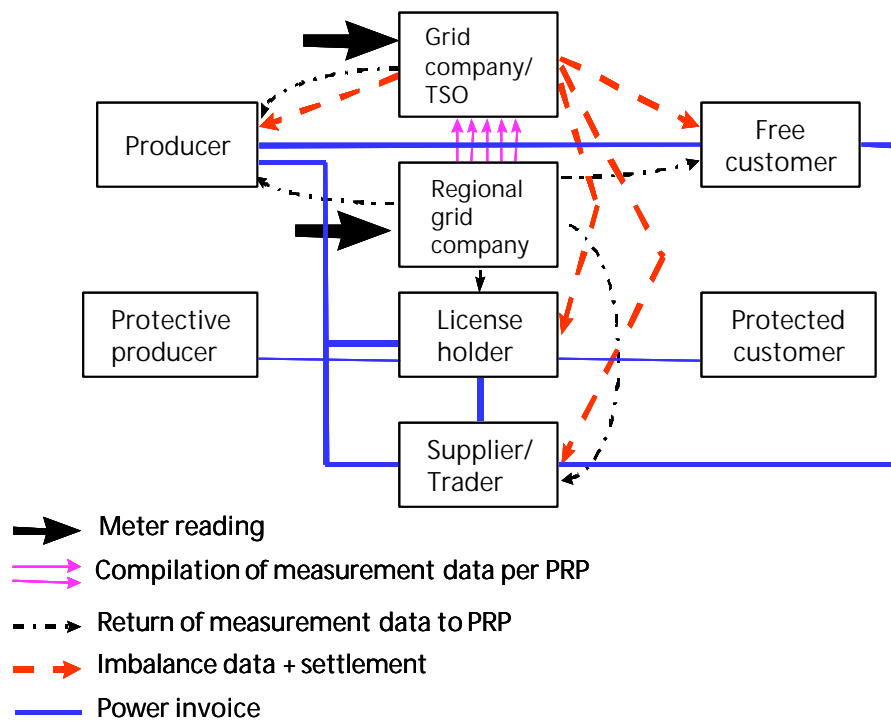 Grid
company/
TSO
Producer
Free
customer
Regional
grid
company
Protective
producer
License
holder
Protected
customer
Supplier/
Trader
Meter reading
Compilation of measurement data per PRP
Return of measurement data to PRP
Imbalance data + settlement
Power invoice